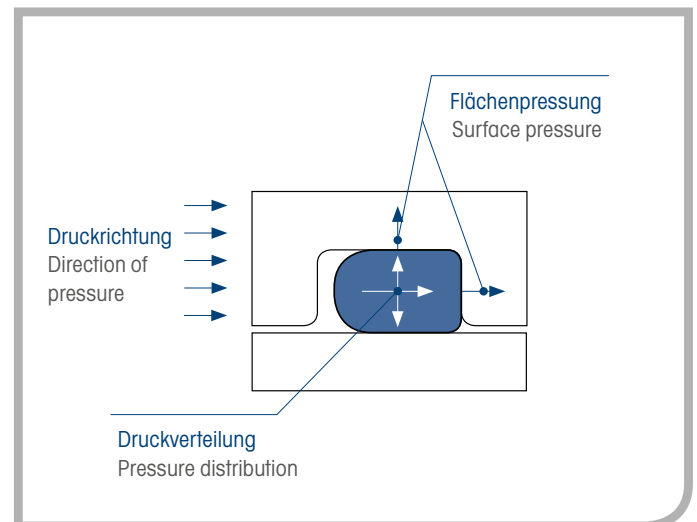 Flächenpressung
Surface pressure
Druckrichtung
Direction of
pressure
Druckverteilung
Pressure distribution